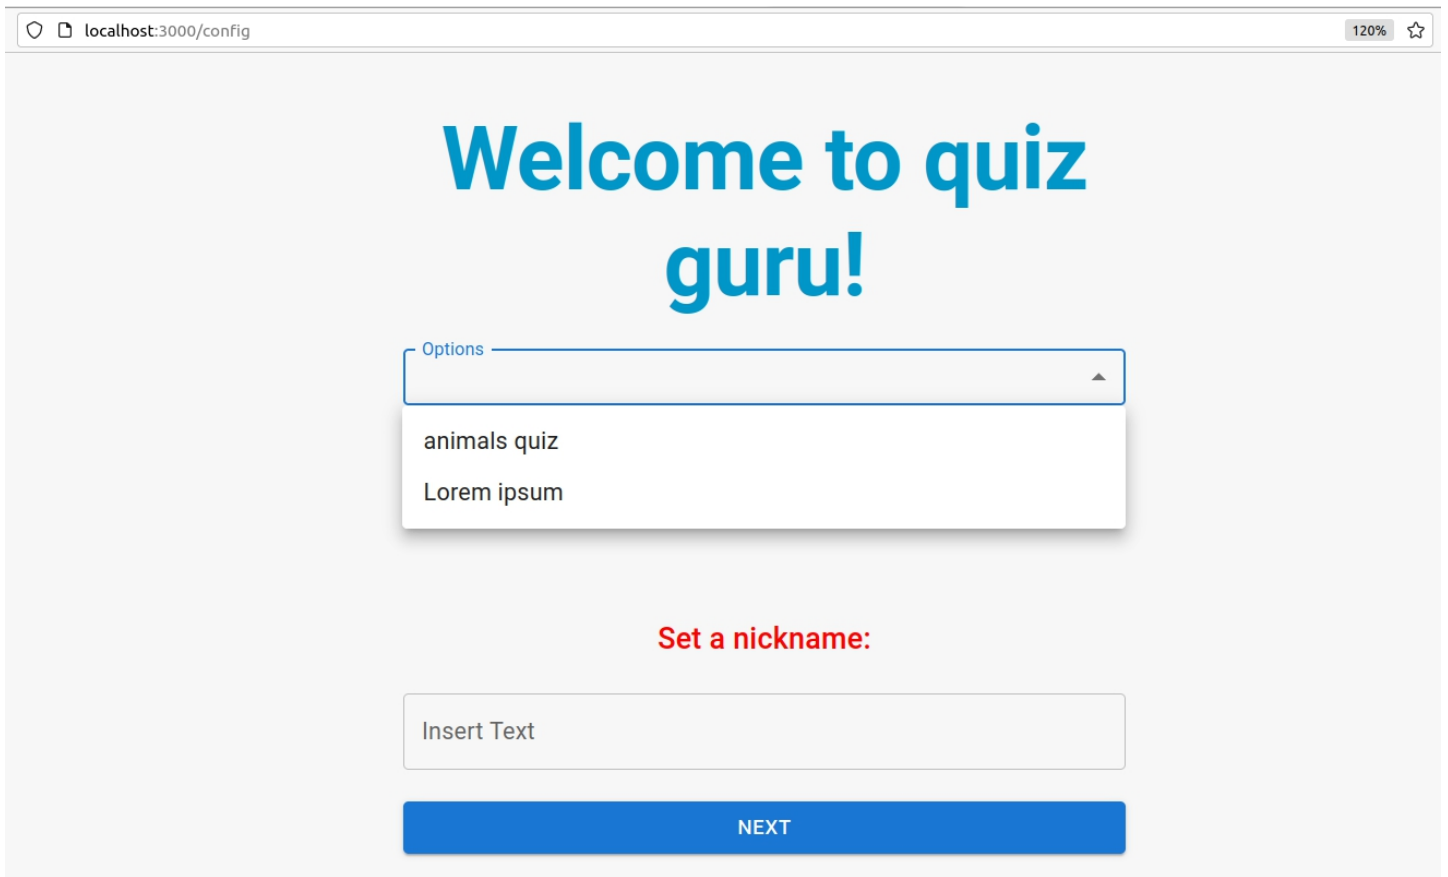 localhost:3000/config
120%
Welcome to quiz
guru!
Options
animals quiz
Lorem ipsum
Set a nickname:
Insert Text
NEXT